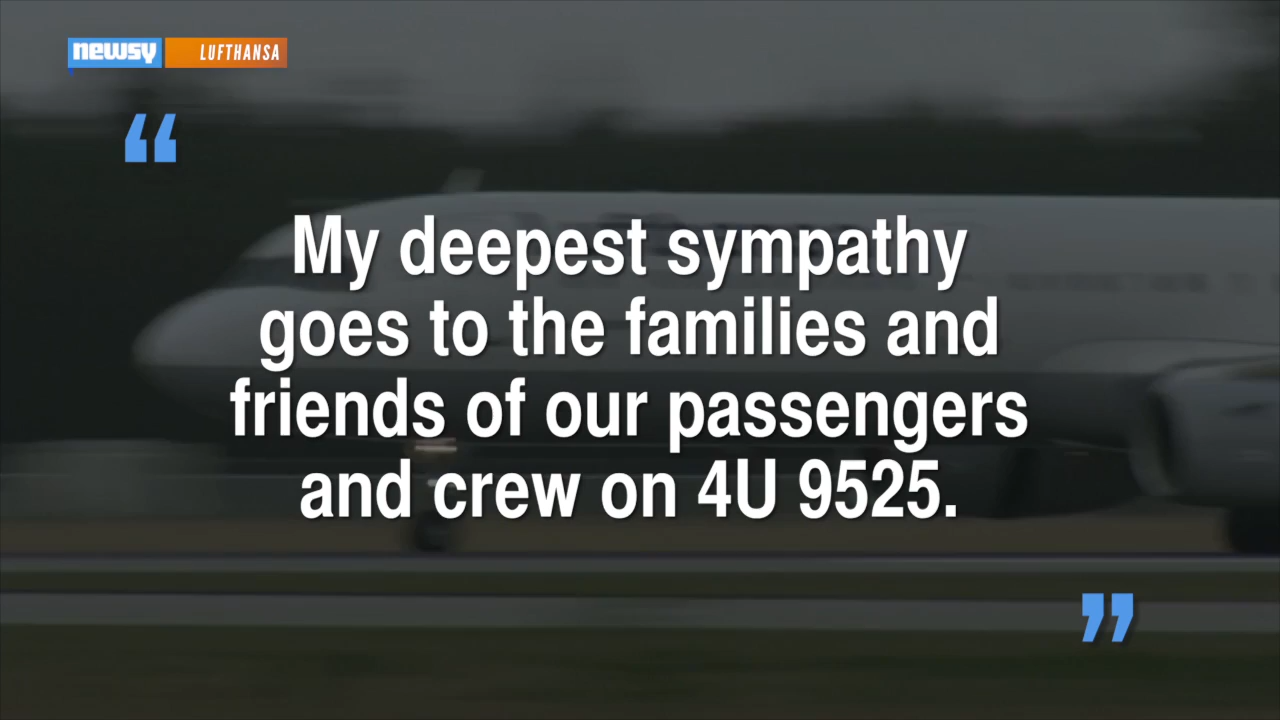 newsy LUFTHANSA
“
My deepest sympathy
goes to the families and
friends of our passengers
and crew on 4U 9525.
”